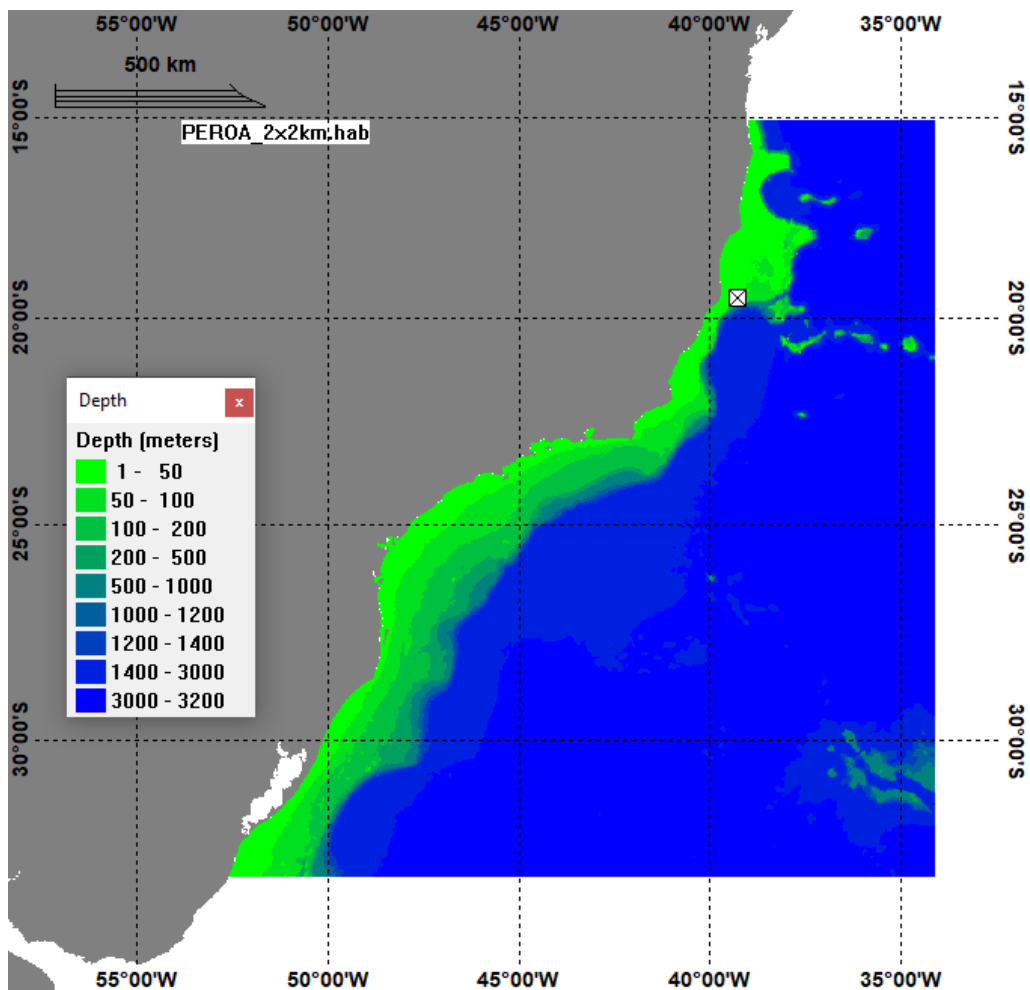 55°00'W 50°00'W 45°00'W 40°00'W 35°00'W
500 km
PEROA_2x2km.hab
15°00'S 15°00'S
20°00'S 20°00'S
Depth x
Depth (meters)
1 - 50
50 - 100
100 - 200
200 - 500
500 - 1000
1000 - 1200
1200 - 1400
1400 - 3000
3000 - 3200
25°00'S 25°00'S
30°00'S 30°00'S
55°00'W 50°00'W 45°00'W 40°00'W 35°00'W